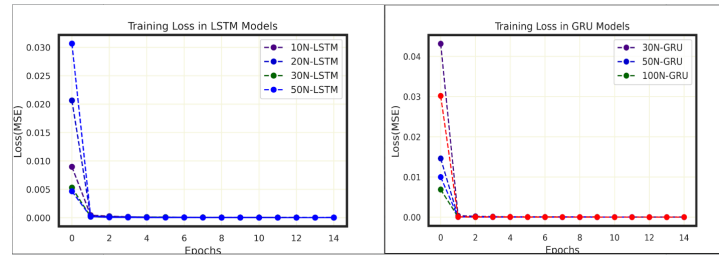 Training Loss in LSTM Models
Loss(MSE)
0.030
0.025
0.020
0.015
0.010
0.005
0.000
10N-LSTM
20N-LSTM
30N-LSTM
50N-LSTM
0 2 4 6 8 10 12 14
Epochs
Training Loss in GRU Models
Loss(MSE)
0.04
0.03
0.02
0.01
0.00
30N-GRU
50N-GRU
100N-GRU
0 2 4 6 8 10 12 14
Epochs